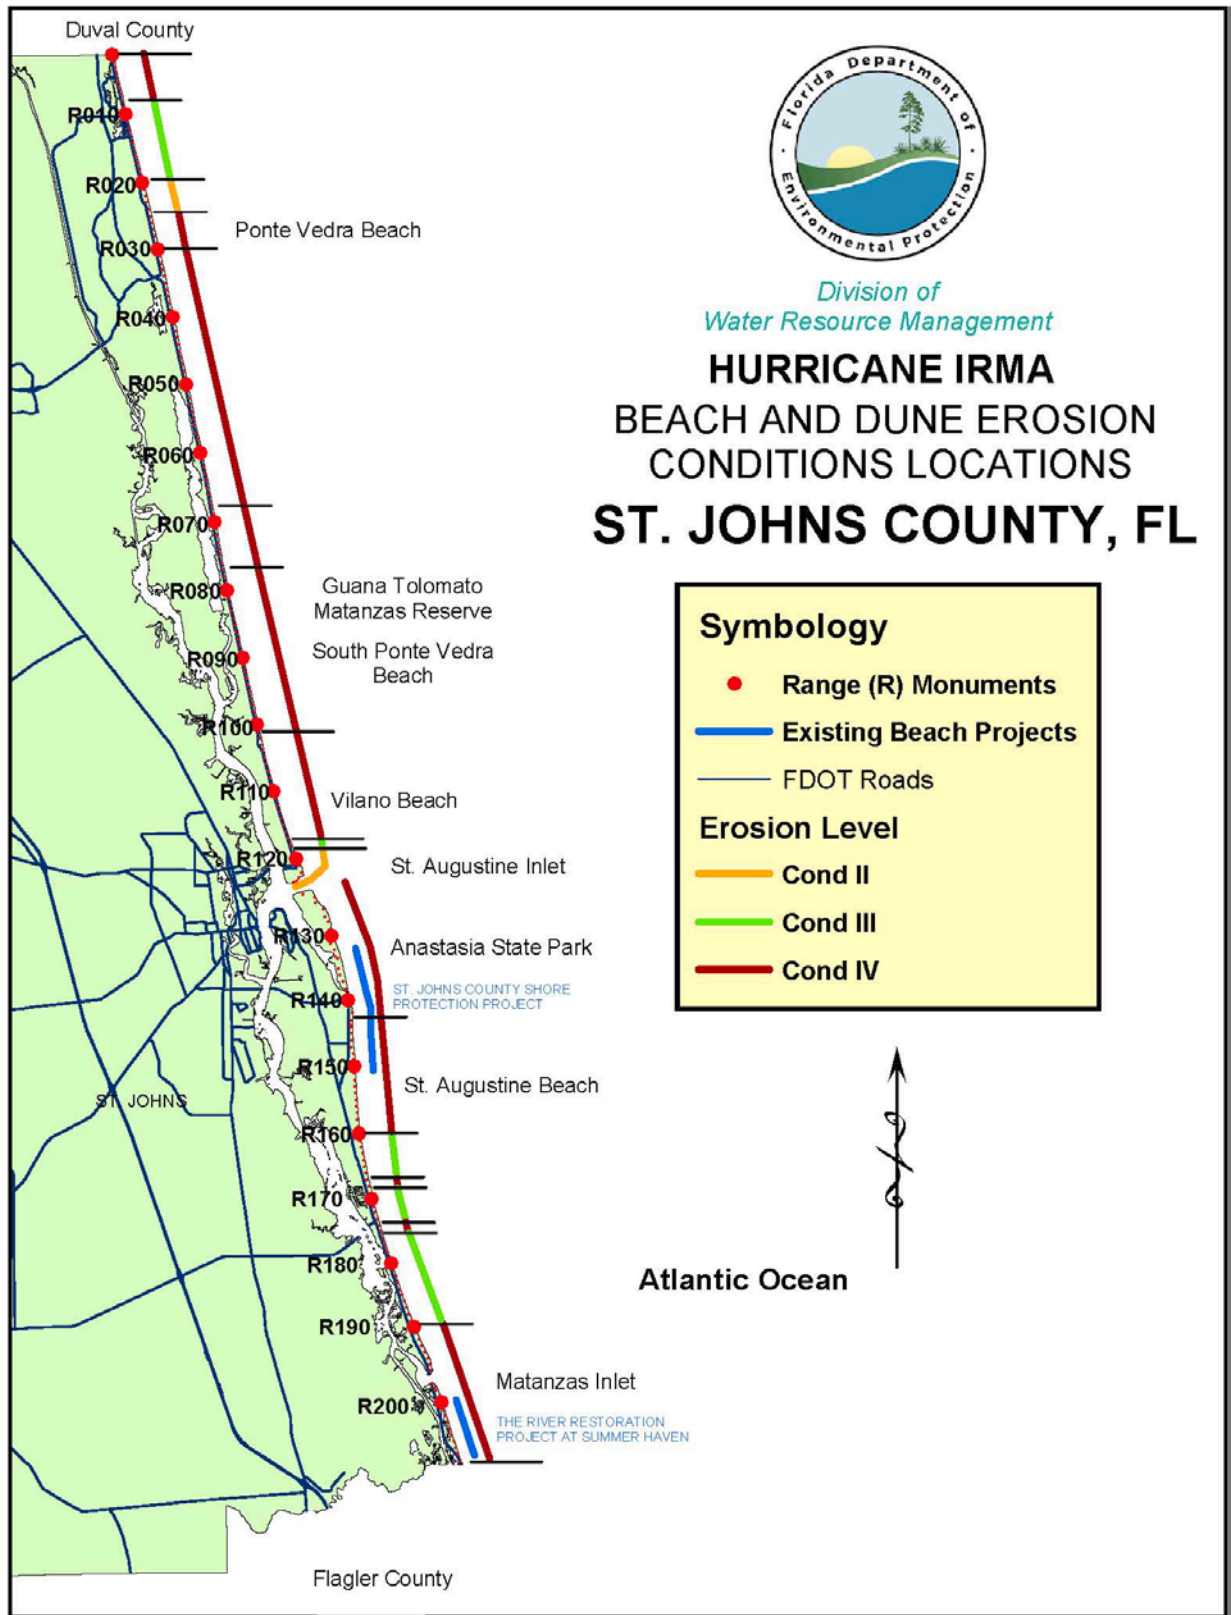 Duval County
R010
R020
Ponte Vedra Beach
R030
R040
R050
R060
R070
R080
Guana Tolomato
Matanzas Reserve
R090
South Ponte Vedra
Beach
R100
R110
Vilano Beach
R120
St. Augustine Inlet
R130
Anastasia State Park
R140
ST. JOHNS COUNTY SHORE
PROTECTION PROJECT
R150
St. Augustine Beach
ST. JOHNS
R160
R170
R180
R190
Matanzas Inlet
R200
THE RIVER RESTORATION
PROJECT AT SUMMER HAVEN
Flagler County
Florida Department of
Environmental Protection
Division of
Water Resource Management
HURRICANE IRMA
BEACH AND DUNE EROSION
CONDITIONS LOCATIONS
ST. JOHNS COUNTY, FL
Symbology
Range (R) Monuments
Existing Beach Projects
FDOT Roads
Erosion Level
Cond II
Cond III
Cond IV
Atlantic Ocean